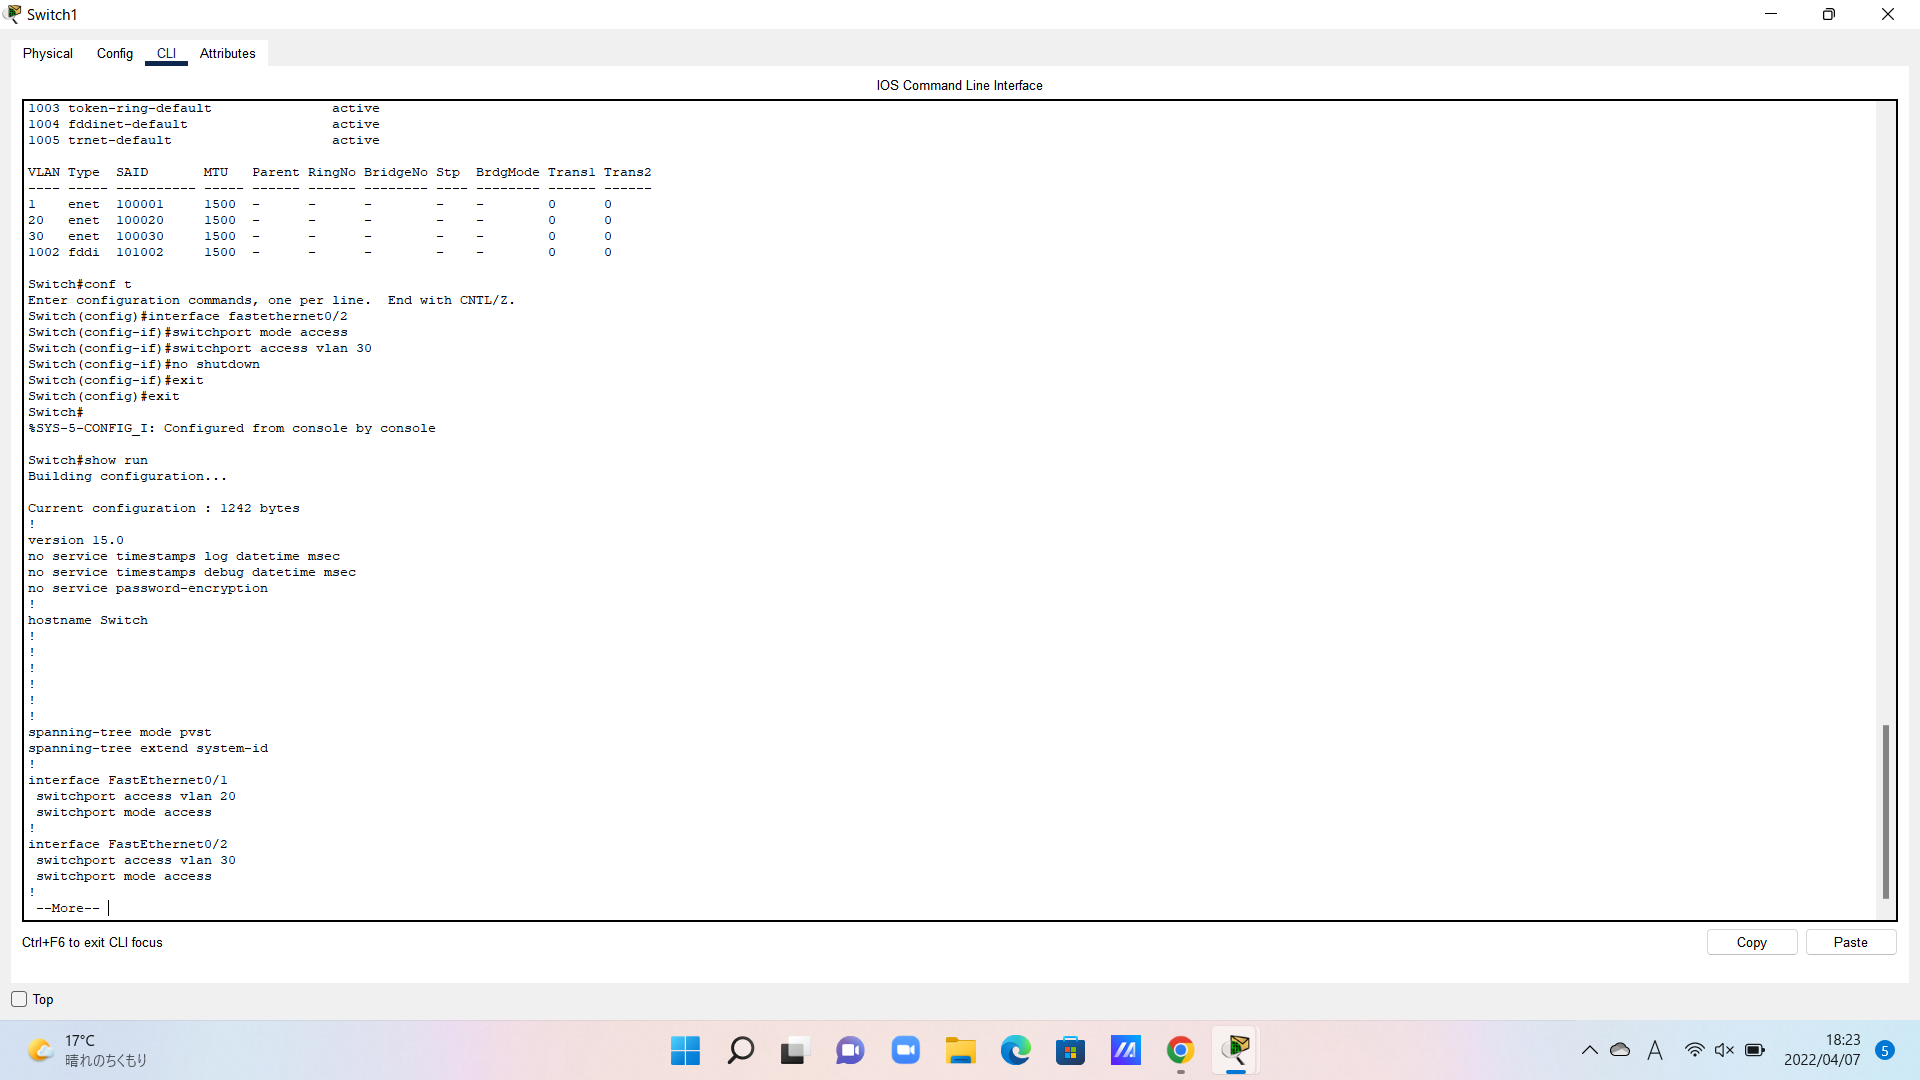 Switch1
Physical Config CLI Attributes
IOS Command Line Interface
1003 token-ring-default               active
1004 fddinet-default                  active
1005 trnet-default                    active
VLAN Type  SAID       MTU   Parent RingNo BridgeNo Stp  BrdgMode Trans1 Trans2
---- ----- ---------- ----- ------ ------ -------- ---- -------- ------ ------
1    enet  100001     1500  -      -      -        -    -        0      0
20   enet  100020     1500  -      -      -        -    -        0      0
30   enet  100030     1500  -      -      -        -    -        0      0
1002 fddi  101002     1500  -      -      -        -    -        0      0
Switch#conf t
Enter configuration commands, one per line.  End with CNTL/Z.
Switch(config)#interface fastethernet0/2
Switch(config-if)#switchport mode access
Switch(config-if)#switchport access vlan 30
Switch(config-if)#no shutdown
Switch(config-if)#exit
Switch(config)#exit
Switch#
%SYS-5-CONFIG_I: Configured from console by console
Switch#show run
Building configuration...
Current configuration : 1242 bytes
!
version 15.0
no service timestamps log datetime msec
no service timestamps debug datetime msec
no service password-encryption
!
hostname Switch
!
!
!
!
!
!
spanning-tree mode pvst
spanning-tree extend system-id
!
interface FastEthernet0/1
 switchport access vlan 20
 switchport mode access
!
interface FastEthernet0/2
 switchport access vlan 30
 switchport mode access
!
 --More--
Ctrl+F6 to exit CLI focus
Copy Paste
Top
17°C
晴れのちくもり
A
18:23
2022/04/07
5